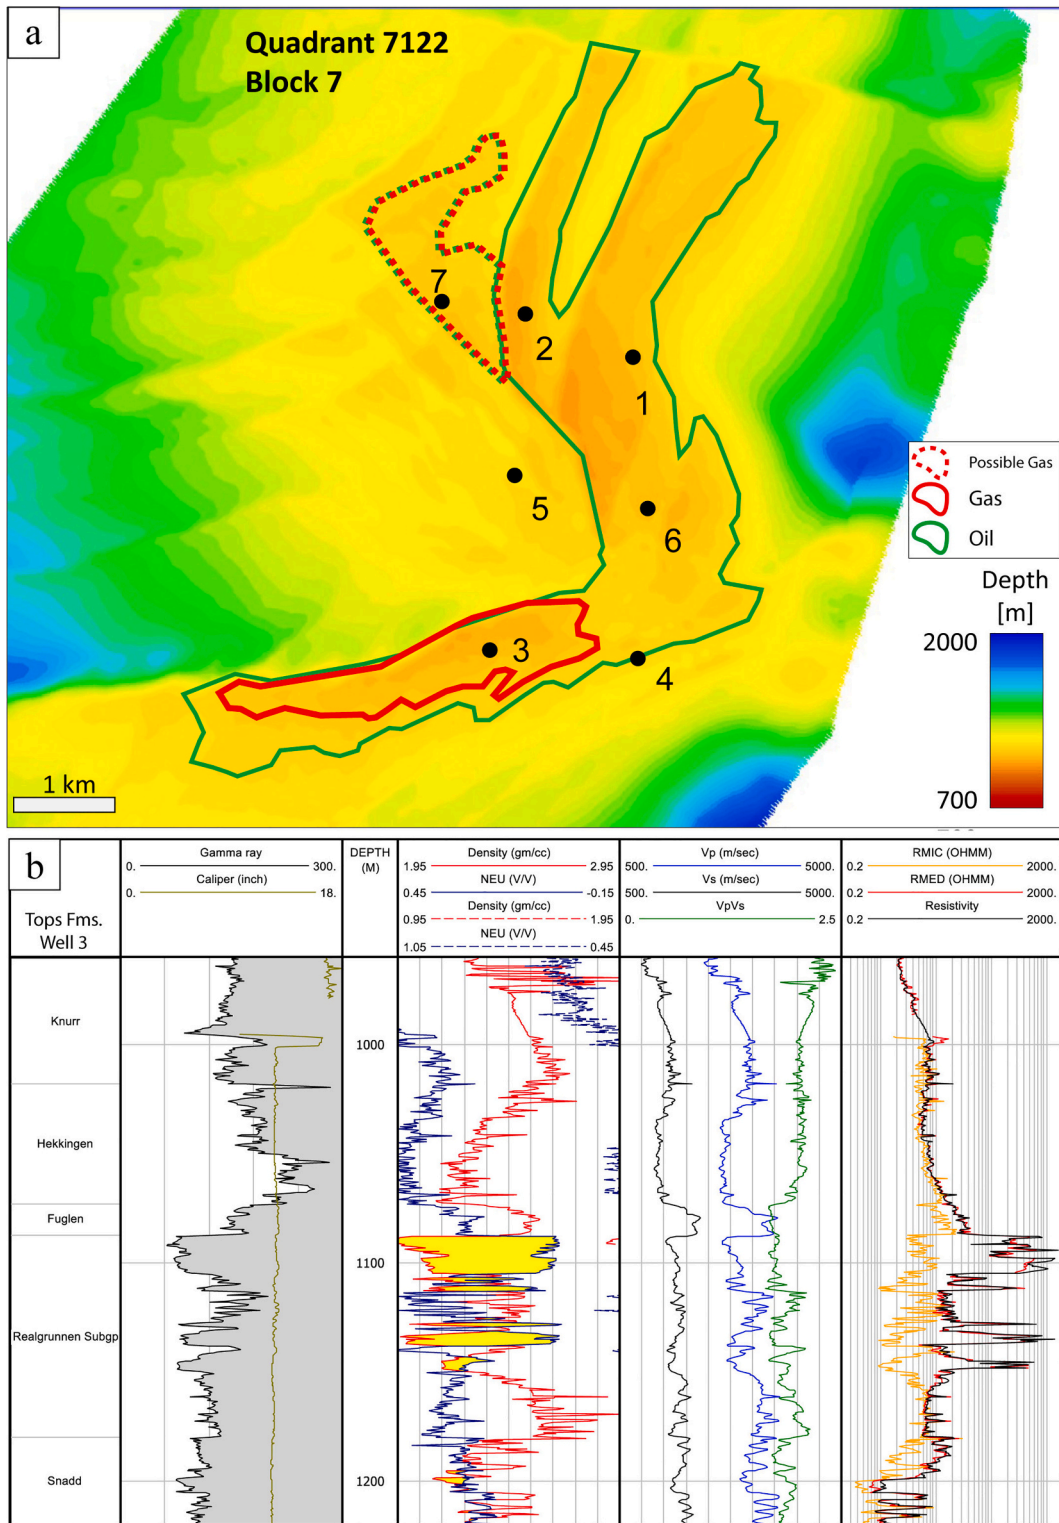 a
Quadrant 7122
Block 7
7
2
1
5
6
3
4
Possible Gas
Gas
Oil
Depth
[m]
2000
700
1 km
b
Tops Fms.
Well 3
Gamma ray
0. 300.
Caliper (inch)
0. 18.
DEPTH
(M)
Density (gm/cc)
1.95 2.95
NEU (V/V)
0.45 -0.15
Density (gm/cc)
0.95 1.95
NEU (V/V)
1.05 0.45
Vp (m/sec)
500. 5000.
Vs (m/sec)
500. 5000.
VpVs
0. 2.5
RMIC (OHMM)
0.2 2000.
RMED (OHMM)
0.2 2000.
Resistivity
0.2 2000.
Knurr
Hekkingen
Fuglen
Realgrunnen Subgp
Snadd
1000
1100
1200